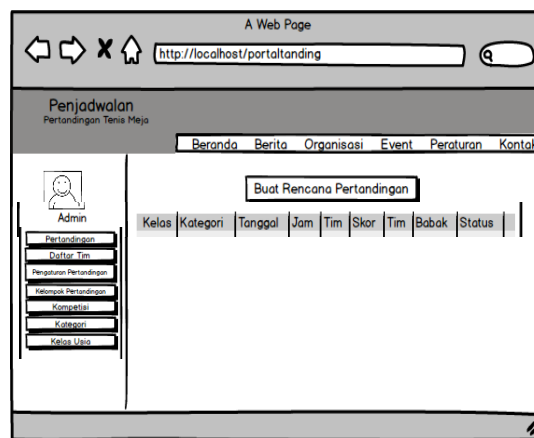 A Web Page
http://localhost/portaltanding
Penjadwalan
Pertandingan Tenis Meja
Beranda Berita Organisasi Event Peraturan Kontak
Buat Rencana Pertandingan
Kelas Kategori Tanggal Jam Tim Skor Tim Babak Status
Admin
Pertandingan
Daftar Tim
Pengaturan Pertandingan
Kelompok Pertandingan
Kompetisi
Kategori
Kelas Usia